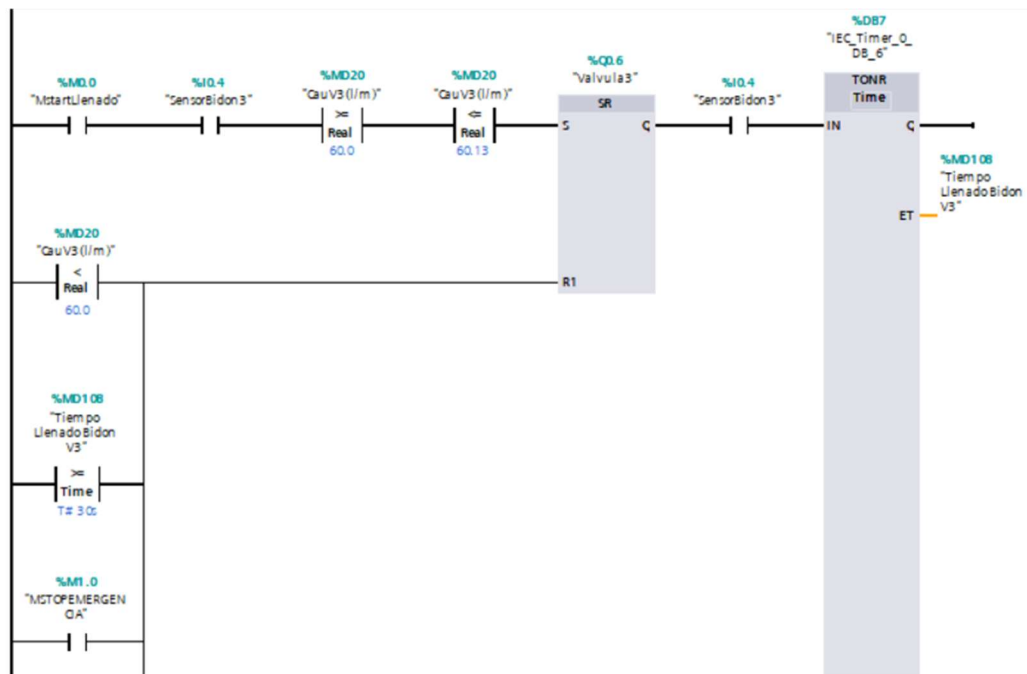 %DB7
"IEC_Timer_0_
DB_6"
%M0.0
"MstartLlenado"
%I0.4
"SensorBidon3"
%MD20
"CauV3(l/m)"
>=
Real
60.0
%MD20
"CauV3(l/m)"
<=
Real
60.13
%Q0.6
"Valvula3"
SR
S
Q
R1
%I0.4
"SensorBidon3"
TONR
Time
IN
Q
ET
%MD108
"Tiempo
LlenadoBidon
V3"
%MD20
"CauV3(l/m)"
<
Real
60.0
%MD108
"Tiempo
LlenadoBidon
V3"
>=
Time
T#30s
%M1.0
"MSTOPEMERGEN
CIA"